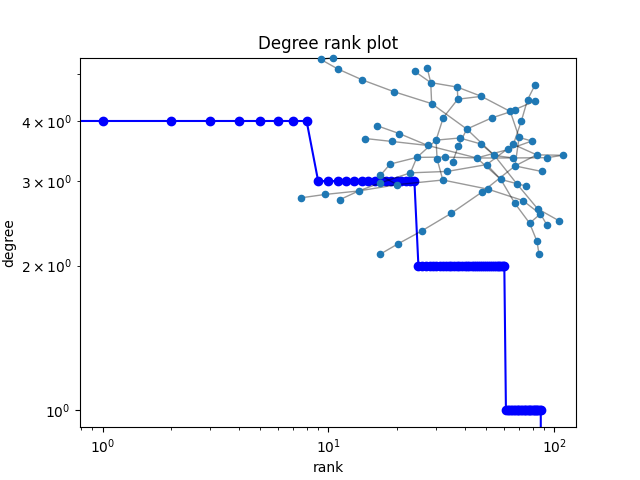 Degree rank plot
degree
4 × 10⁰
3 × 10⁰
2 × 10⁰
10⁰
10⁰ 10¹ 10²
rank